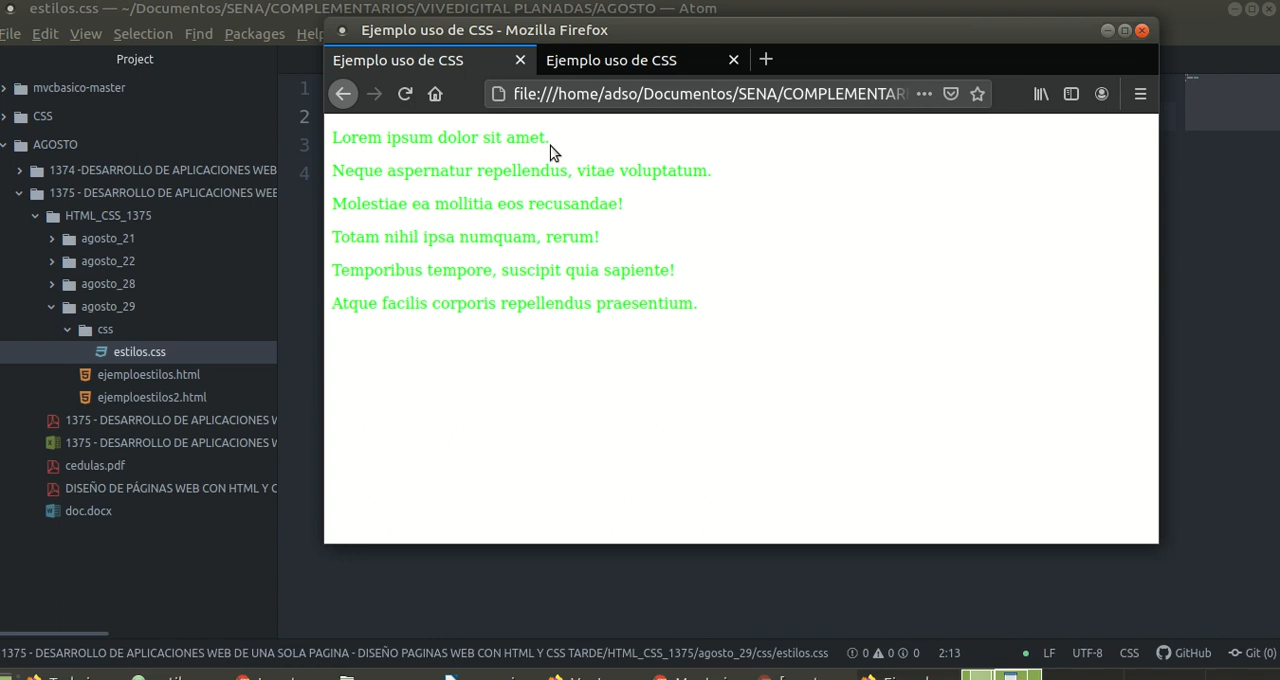 estilos.css — ~/Documentos/SENA/COMPLEMENTARIOS/VIVEDIGITAL PLANADAS/AGOSTO — Atom
File Edit View Selection Find Packages Help
Ejemplo uso de CSS - Mozilla Firefox
Project
Ejemplo uso de CSS
Ejemplo uso de CSS
file:///home/adso/Documentos/SENA/COMPLEMENTAR
mvcbasico-master
CSS
AGOSTO
1374 -DESARROLLO DE APLICACIONES WEB
1375 - DESARROLLO DE APLICACIONES WEB
HTML_CSS_1375
agosto_21
agosto_22
agosto_28
agosto_29
css
estilos.css
ejemploestilos.html
ejemploestilos2.html
1375 - DESARROLLO DE APLICACIONES W
1375 - DESARROLLO DE APLICACIONES W
cedulas.pdf
DISEÑO DE PÁGINAS WEB CON HTML Y C
doc.docx
1
2
3
4
Lorem ipsum dolor sit amet.
Neque aspernatur repellendus, vitae voluptatum.
Molestiae ea mollitia eos recusandae!
Totam nihil ipsa numquam, rerum!
Temporibus tempore, suscipit quia sapiente!
Atque facilis corporis repellendus praesentium.
1375 - DESARROLLO DE APLICACIONES WEB DE UNA SOLA PAGINA - DISEÑO PAGINAS WEB CON HTML Y CSS TARDE/HTML_CSS_1375/agosto_29/css/estilos.css 0 0 0 2:13 LF UTF-8 CSS GitHub Git (0)